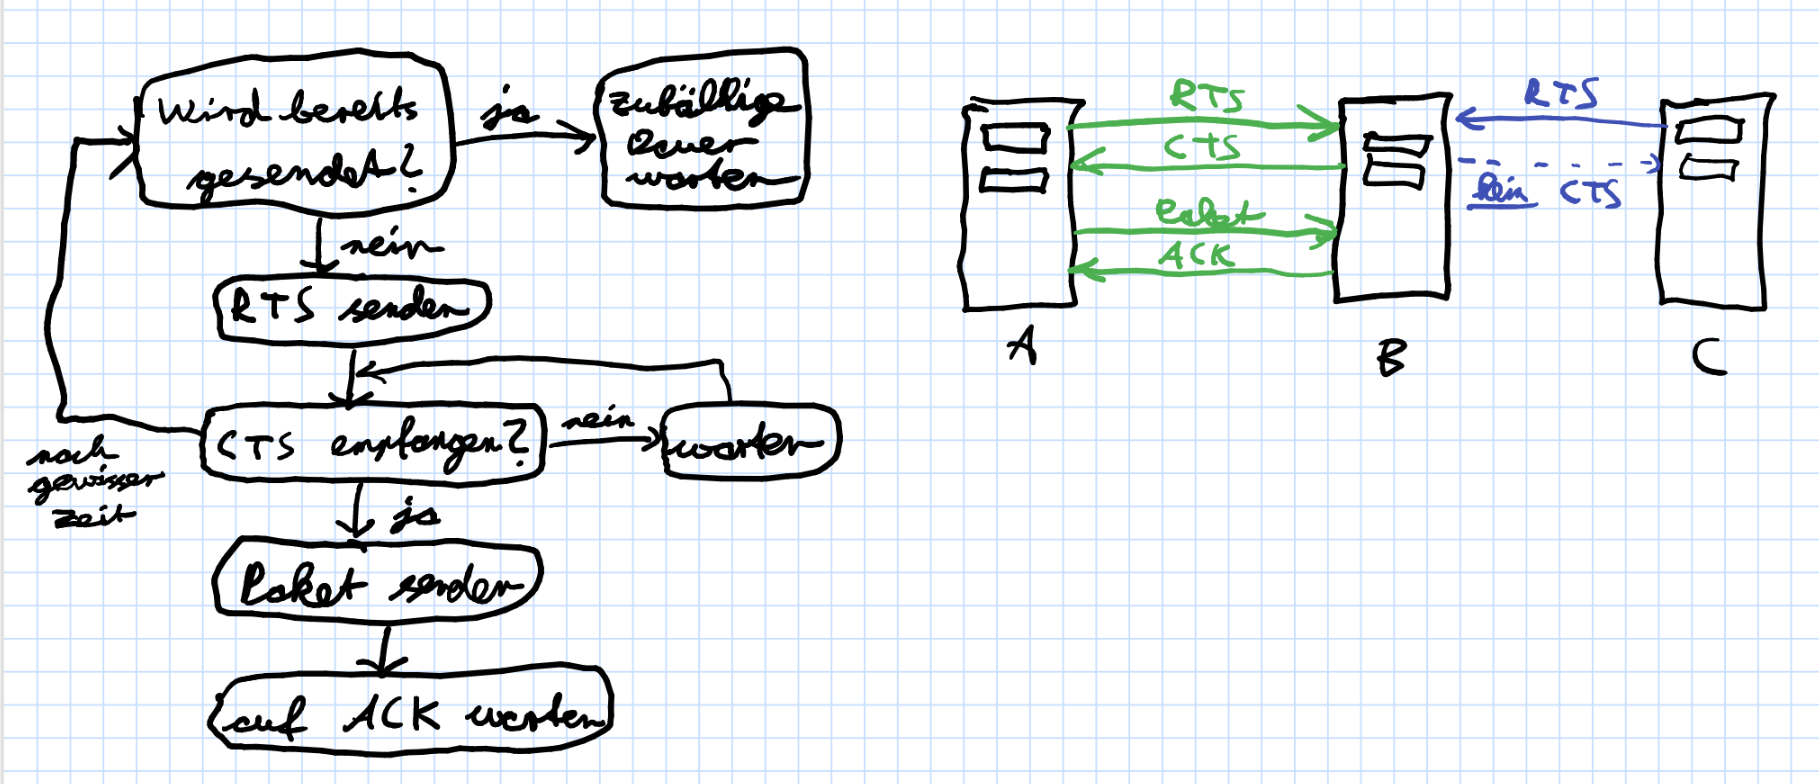 Wird bereits
gesendet?
ja
zufällige
Dauer
warten
nein
RTS senden
CTS empfangen?
nein
warten
nach
gewisser
Zeit
ja
Paket senden
auf ACK warten
RTS
CTS
Paket
ACK
RTS
kein CTS
A
B
C